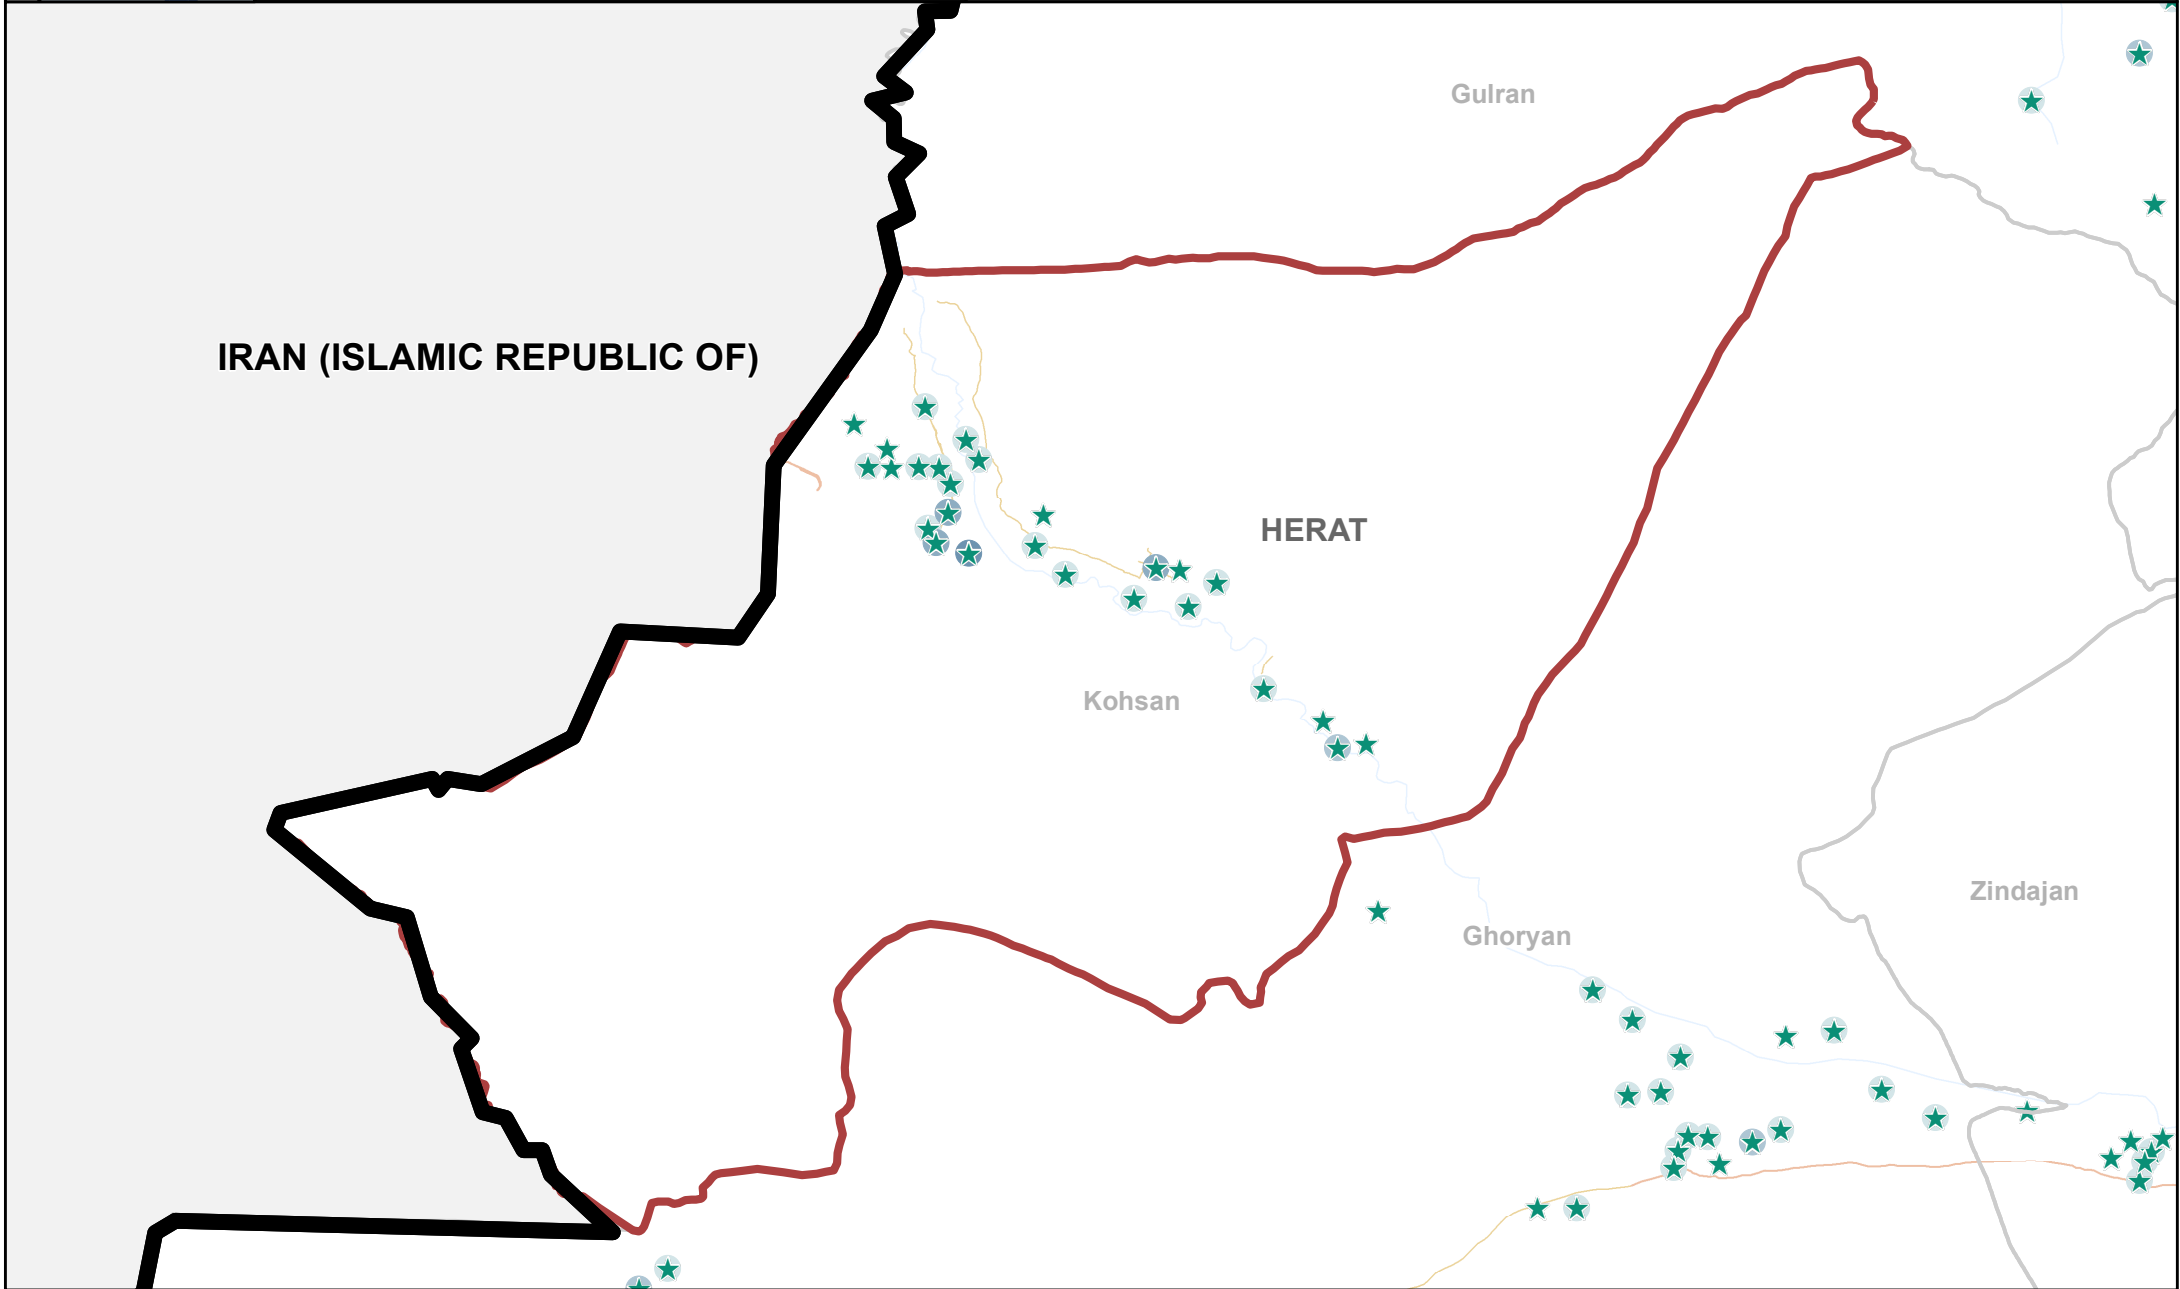 Gulran
IRAN (ISLAMIC REPUBLIC OF)
HERAT
Kohsan
Zindajan
Ghoryan